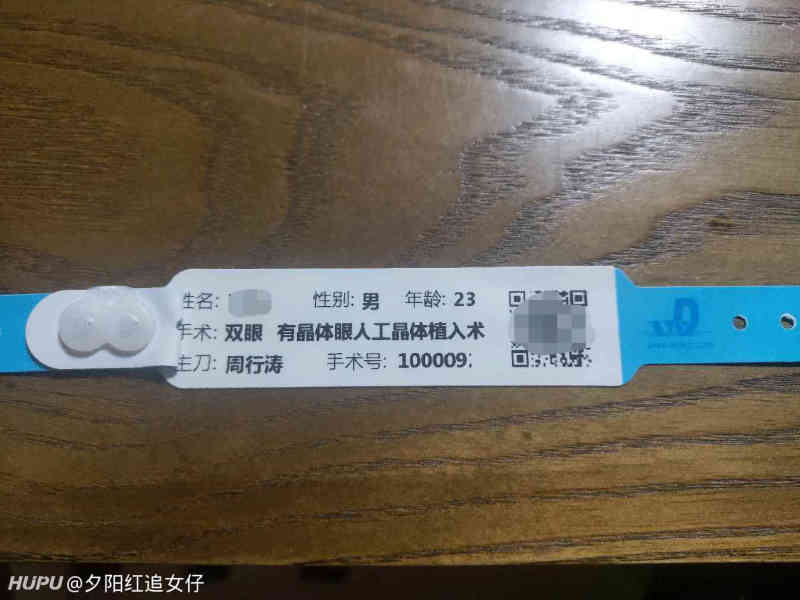 姓名: 性别: 男 年龄: 23
手术: 双眼 有晶体眼人工晶体植入术
主刀: 周行涛 手术号: 100009
HUPU @夕阳红追女仔